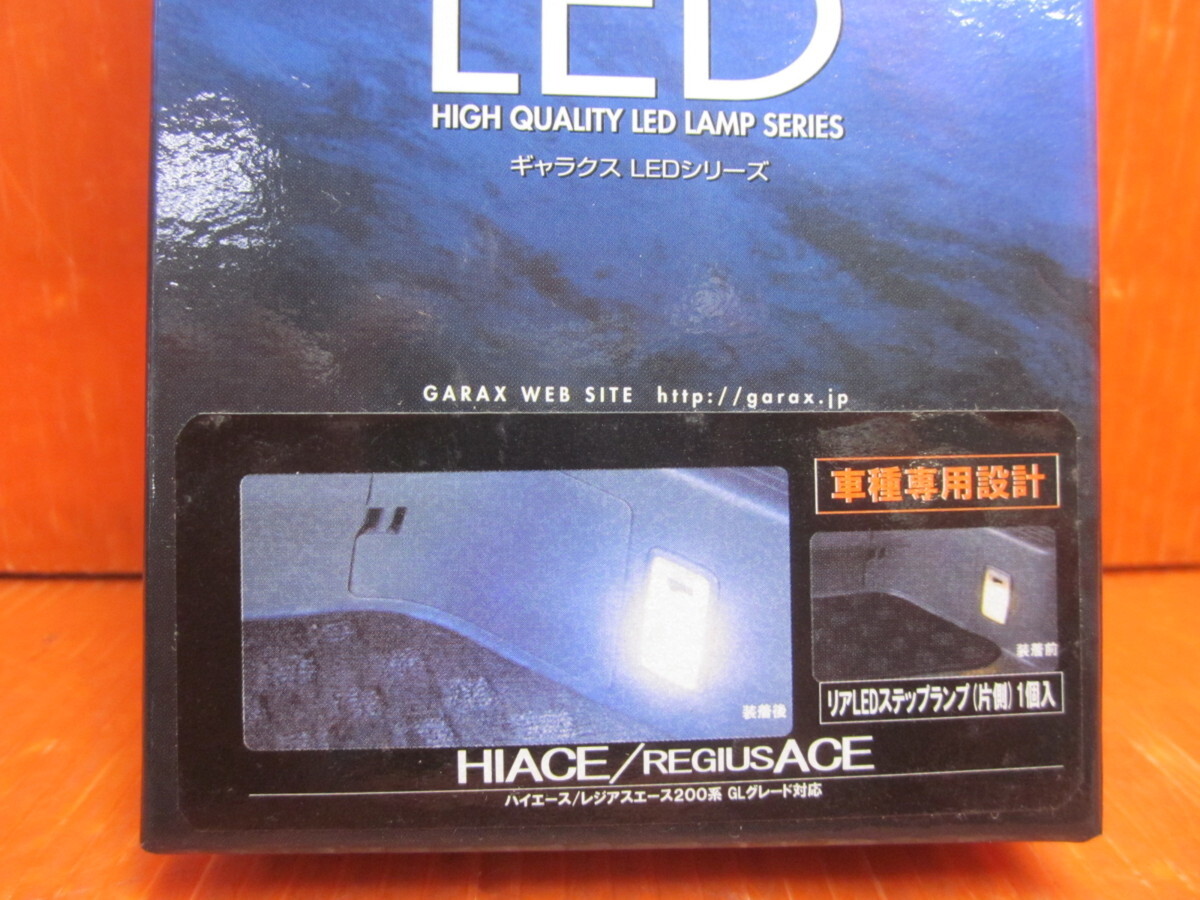 LED
HIGH QUALITY LED LAMP SERIES
ギャラクス LEDシリーズ
GARAX WEB SITE http://garax.jp
車種専用設計
装着前
リアLEDステップランプ(片側)1個入
装着後
HIACE/REGIUSACE
ハイエース/レジアスエース200系 GLグレード対応